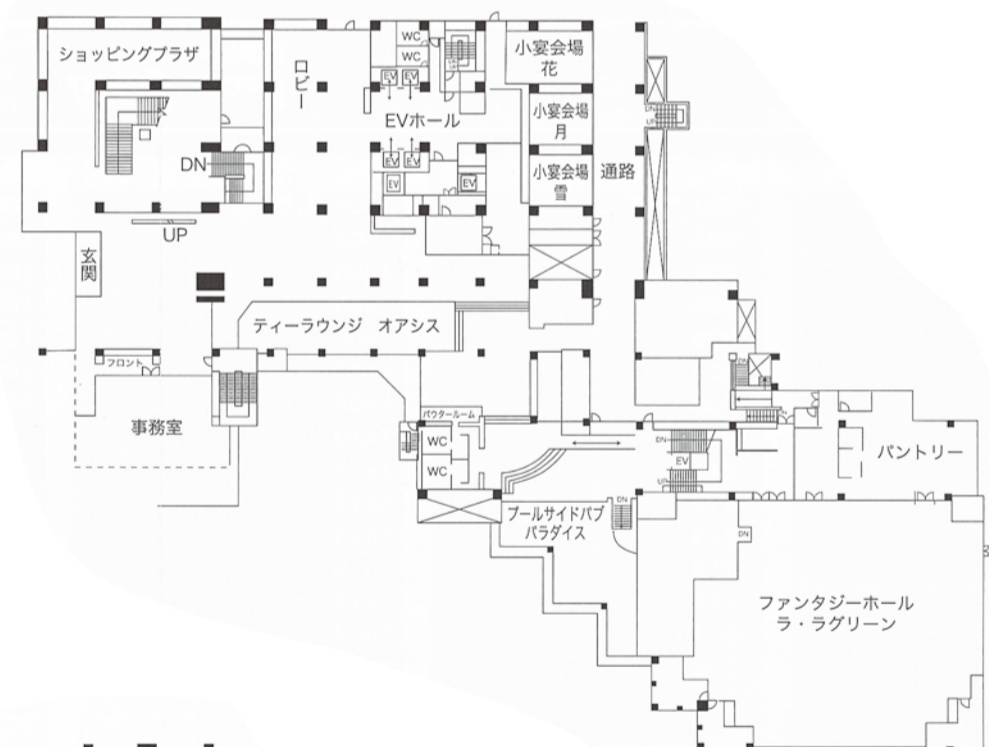 ショッピングプラザ
ロビー
WC
WC
EV
EV
EVホール
小宴会場
花
小宴会場
月
小宴会場
雪
通路
DN
UP
DN
EV
EV
EV
EV
UP
玄関
ティーラウンジ オアシス
フロント
事務室
パウダールーム
WC
WC
DN
EV
UP
DN
パントリー
プールサイドパブ
パラダイス
DN
DN
ファンタジーホール
ラ・ラグリーン